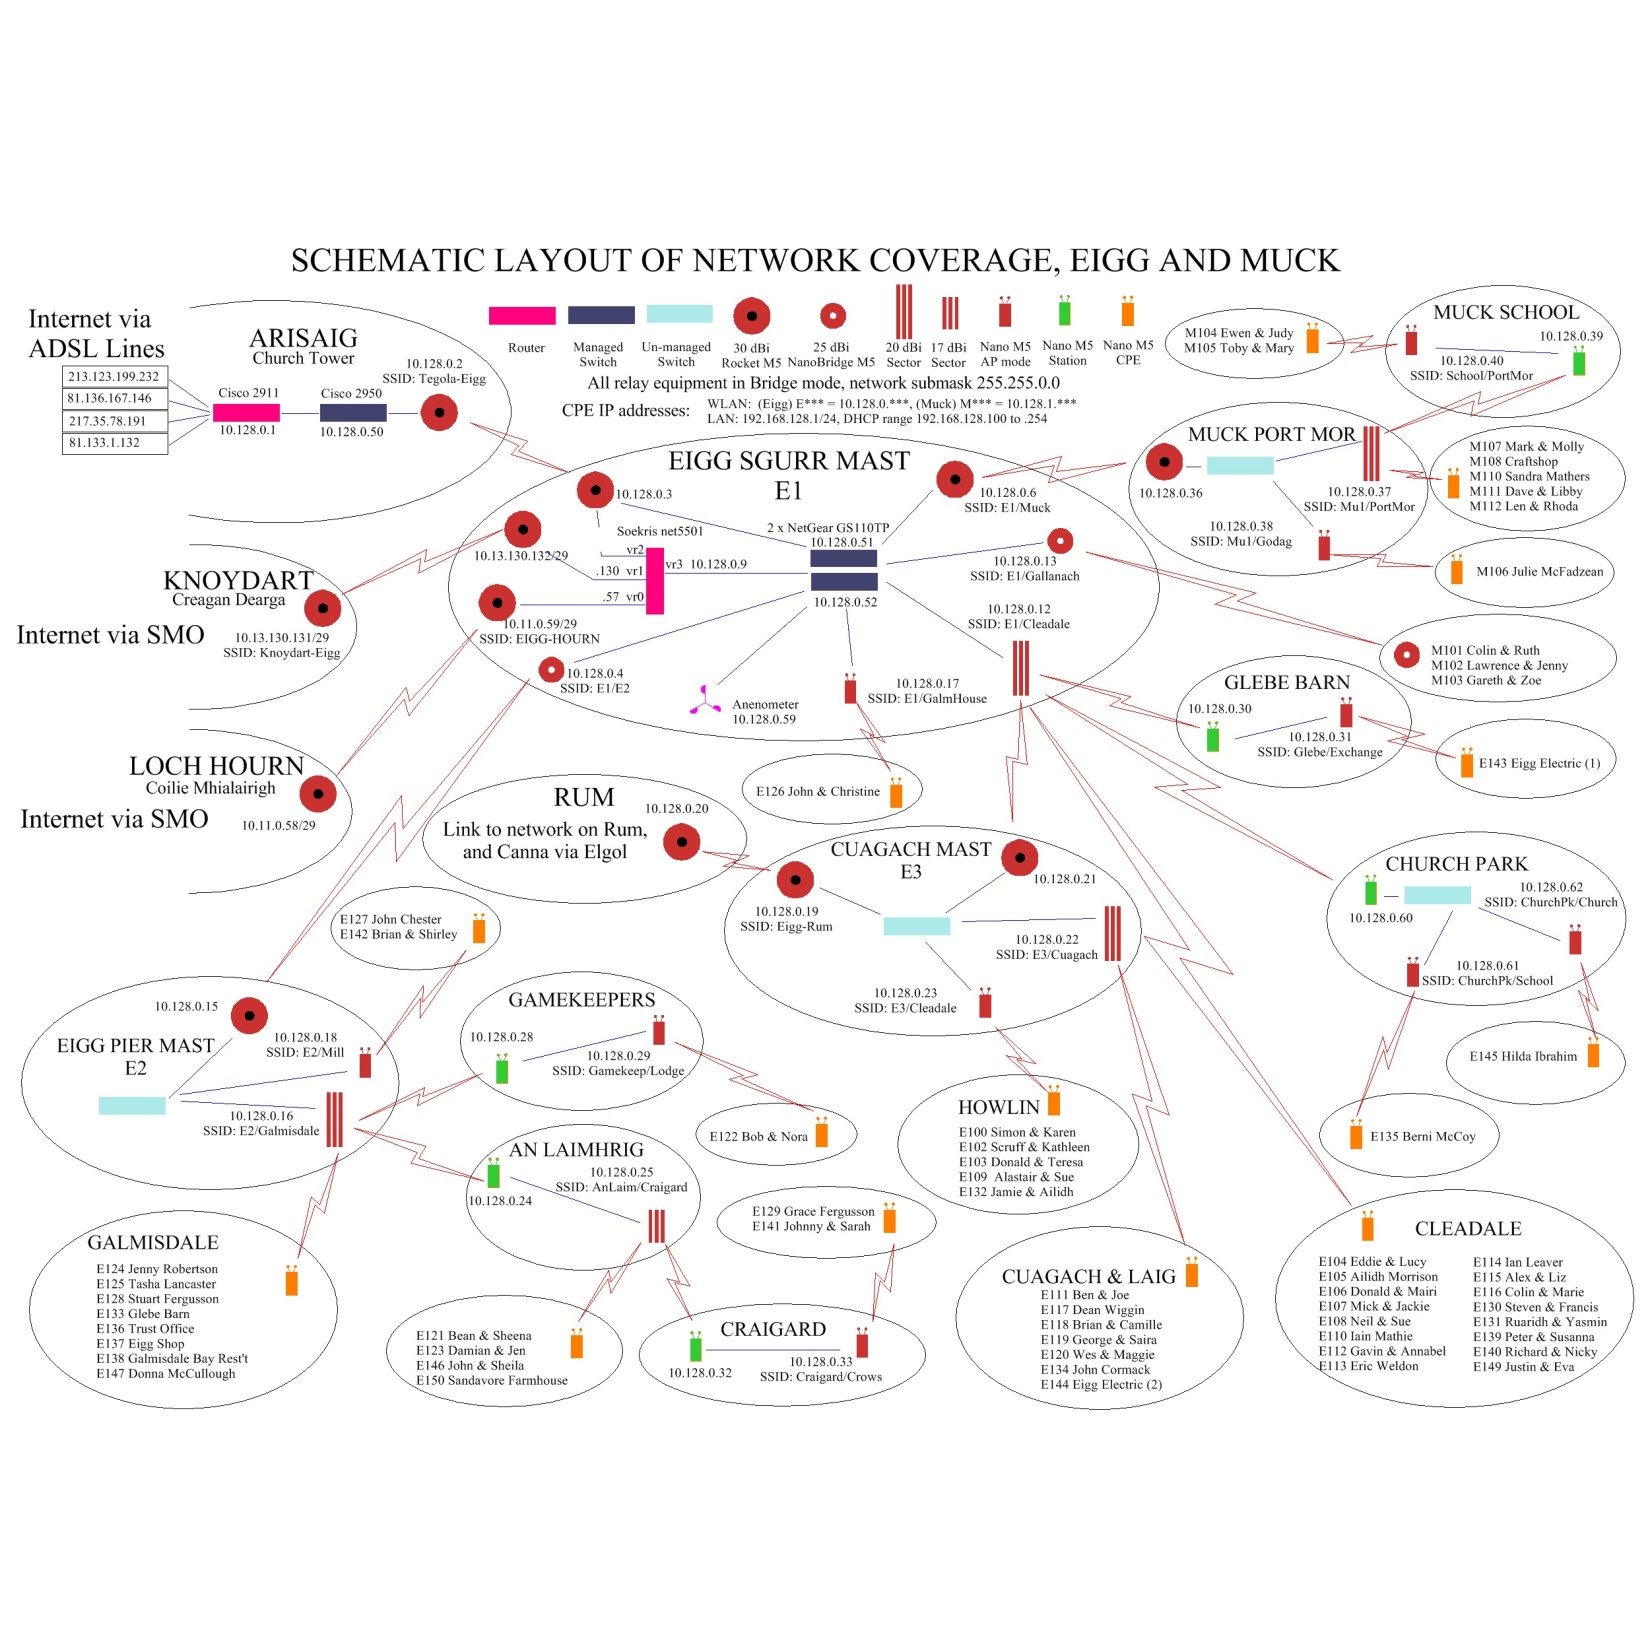 SCHEMATIC LAYOUT OF NETWORK COVERAGE, EIGG AND MUCK
Internet via
ADSL Lines
213.123.199.232
81.136.167.146
217.35.78.191
81.133.1.132
ARISAIG
Church Tower
Cisco 2911
10.128.0.1
Cisco 2950
10.128.0.50
10.128.0.2
SSID: Tegola-Eigg
Router
Managed
Switch
Un-managed
Switch
30 dBi
Rocket M5
25 dBi
NanoBridge M5
20 dBi
Sector
17 dBi
Sector
Nano M5
AP mode
Nano M5
Station
Nano M5
CPE
All relay equipment in Bridge mode, network submask 255.255.0.0
CPE IP addresses:
WLAN: (Eigg) E*** = 10.128.0.***, (Muck) M*** = 10.128.1.***
LAN: 192.168.128.1/24, DHCP range 192.168.128.100 to .254
M104 Ewen & Judy
M105 Toby & Mary
MUCK SCHOOL
10.128.0.39
10.128.0.40
SSID: School/PortMor
MUCK PORT MOR
10.128.0.36
10.128.0.37
SSID: Mu1/PortMor
10.128.0.38
SSID: Mu1/Godag
M107 Mark & Molly
M108 Craftshop
M110 Sandra Mathers
M111 Dave & Libby
M112 Len & Rhoda
M106 Julie McFadzean
M101 Colin & Ruth
M102 Lawrence & Jenny
M103 Gareth & Zoe
EIGG SGURR MAST
E1
10.128.0.3
10.13.130.132/29
Soekris net5501
vr2
.130 vr1
.57 vr0
vr3 10.128.0.9
2 x NetGear GS110TP
10.128.0.51
10.128.0.52
10.128.0.6
SSID: E1/Muck
10.128.0.13
SSID: E1/Gallanach
10.128.0.12
SSID: E1/Cleadale
10.11.0.59/29
SSID: EIGG-HOURN
10.128.0.4
SSID: E1/E2
Anenometer
10.128.0.59
10.128.0.17
SSID: E1/GalmHouse
KNOYDART
Creagan Dearga
Internet via SMO
10.13.130.131/29
SSID: Knoydart-Eigg
LOCH HOURN
Coilie Mhialairigh
Internet via SMO
10.11.0.58/29
GLEBE BARN
10.128.0.30
10.128.0.31
SSID: Glebe/Exchange
E143 Eigg Electric (1)
E126 John & Christine
RUM
10.128.0.20
Link to network on Rum,
and Canna via Elgol
CUAGACH MAST
E3
10.128.0.21
10.128.0.19
SSID: Eigg-Rum
10.128.0.22
SSID: E3/Cuagach
10.128.0.23
SSID: E3/Cleadale
CHURCH PARK
10.128.0.60
10.128.0.62
SSID: ChurchPk/Church
10.128.0.61
SSID: ChurchPk/School
E145 Hilda Ibrahim
E135 Berni McCoy
E127 John Chester
E142 Brian & Shirley
EIGG PIER MAST
E2
10.128.0.15
10.128.0.18
SSID: E2/Mill
10.128.0.16
SSID: E2/Galmisdale
GAMEKEEPERS
10.128.0.28
10.128.0.29
SSID: Gamekeep/Lodge
E122 Bob & Nora
AN LAIMHRIG
10.128.0.24
10.128.0.25
SSID: AnLaim/Craigard
HOWLIN
E100 Simon & Karen
E102 Scruff & Kathleen
E103 Donald & Teresa
E109 Alastair & Sue
E132 Jamie & Ailidh
E129 Grace Fergusson
E141 Johnny & Sarah
GALMISDALE
E124 Jenny Robertson
E125 Tasha Lancaster
E128 Stuart Fergusson
E133 Glebe Barn
E136 Trust Office
E137 Eigg Shop
E138 Galmisdale Bay Rest't
E147 Donna McCullough
E121 Bean & Sheena
E123 Damian & Jen
E146 John & Sheila
E150 Sandavore Farmhouse
CRAIGARD
10.128.0.32
10.128.0.33
SSID: Craigard/Crows
CUAGACH & LAIG
E111 Ben & Joe
E117 Dean Wiggin
E118 Brian & Camille
E119 George & Saira
E120 Wes & Maggie
E134 John Cormack
E144 Eigg Electric (2)
CLEADALE
E104 Eddie & Lucy
E105 Ailidh Morrison
E106 Donald & Mairi
E107 Mick & Jackie
E108 Neil & Sue
E110 Iain Mathie
E112 Gavin & Annabel
E113 Eric Weldon
E114 Ian Leaver
E115 Alex & Liz
E116 Colin & Marie
E130 Steven & Francis
E131 Ruaridh & Yasmin
E139 Peter & Susanna
E140 Richard & Nicky
E149 Justin & Eva